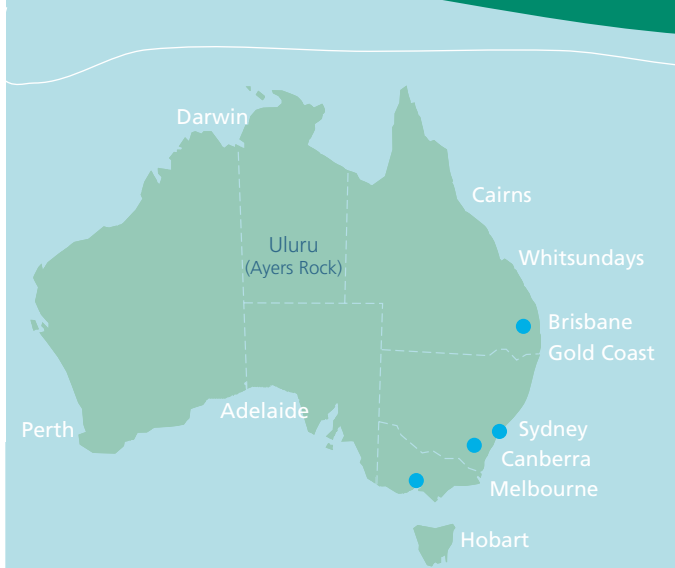 Darwin
Cairns
Uluru
(Ayers Rock)
Whitsundays
Brisbane
Gold Coast
Adelaide
Perth
Sydney
Canberra
Melbourne
Hobart